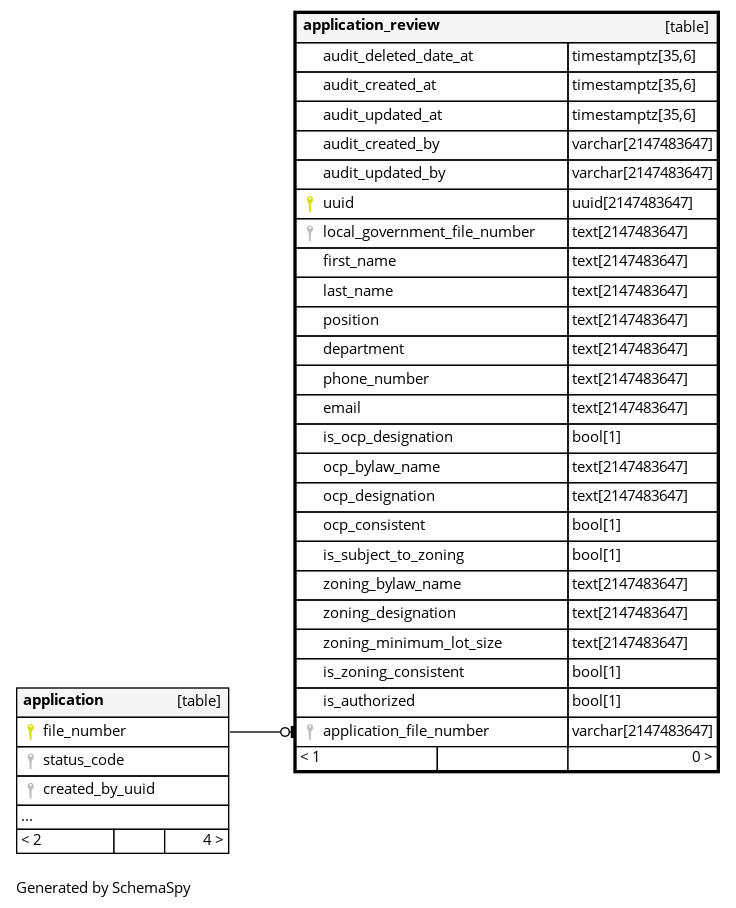 application_review [table]
audit_deleted_date_at timestamptz[35,6]
audit_created_at timestamptz[35,6]
audit_updated_at timestamptz[35,6]
audit_created_by varchar[2147483647]
audit_updated_by varchar[2147483647]
uuid uuid[2147483647]
local_government_file_number text[2147483647]
first_name text[2147483647]
last_name text[2147483647]
position text[2147483647]
department text[2147483647]
phone_number text[2147483647]
email text[2147483647]
is_ocp_designation bool[1]
ocp_bylaw_name text[2147483647]
ocp_designation text[2147483647]
ocp_consistent bool[1]
is_subject_to_zoning bool[1]
zoning_bylaw_name text[2147483647]
zoning_designation text[2147483647]
zoning_minimum_lot_size text[2147483647]
is_zoning_consistent bool[1]
is_authorized bool[1]
application_file_number varchar[2147483647]
< 1 0 >
application [table]
file_number
status_code
created_by_uuid
...
< 2 4 >
Generated by SchemaSpy